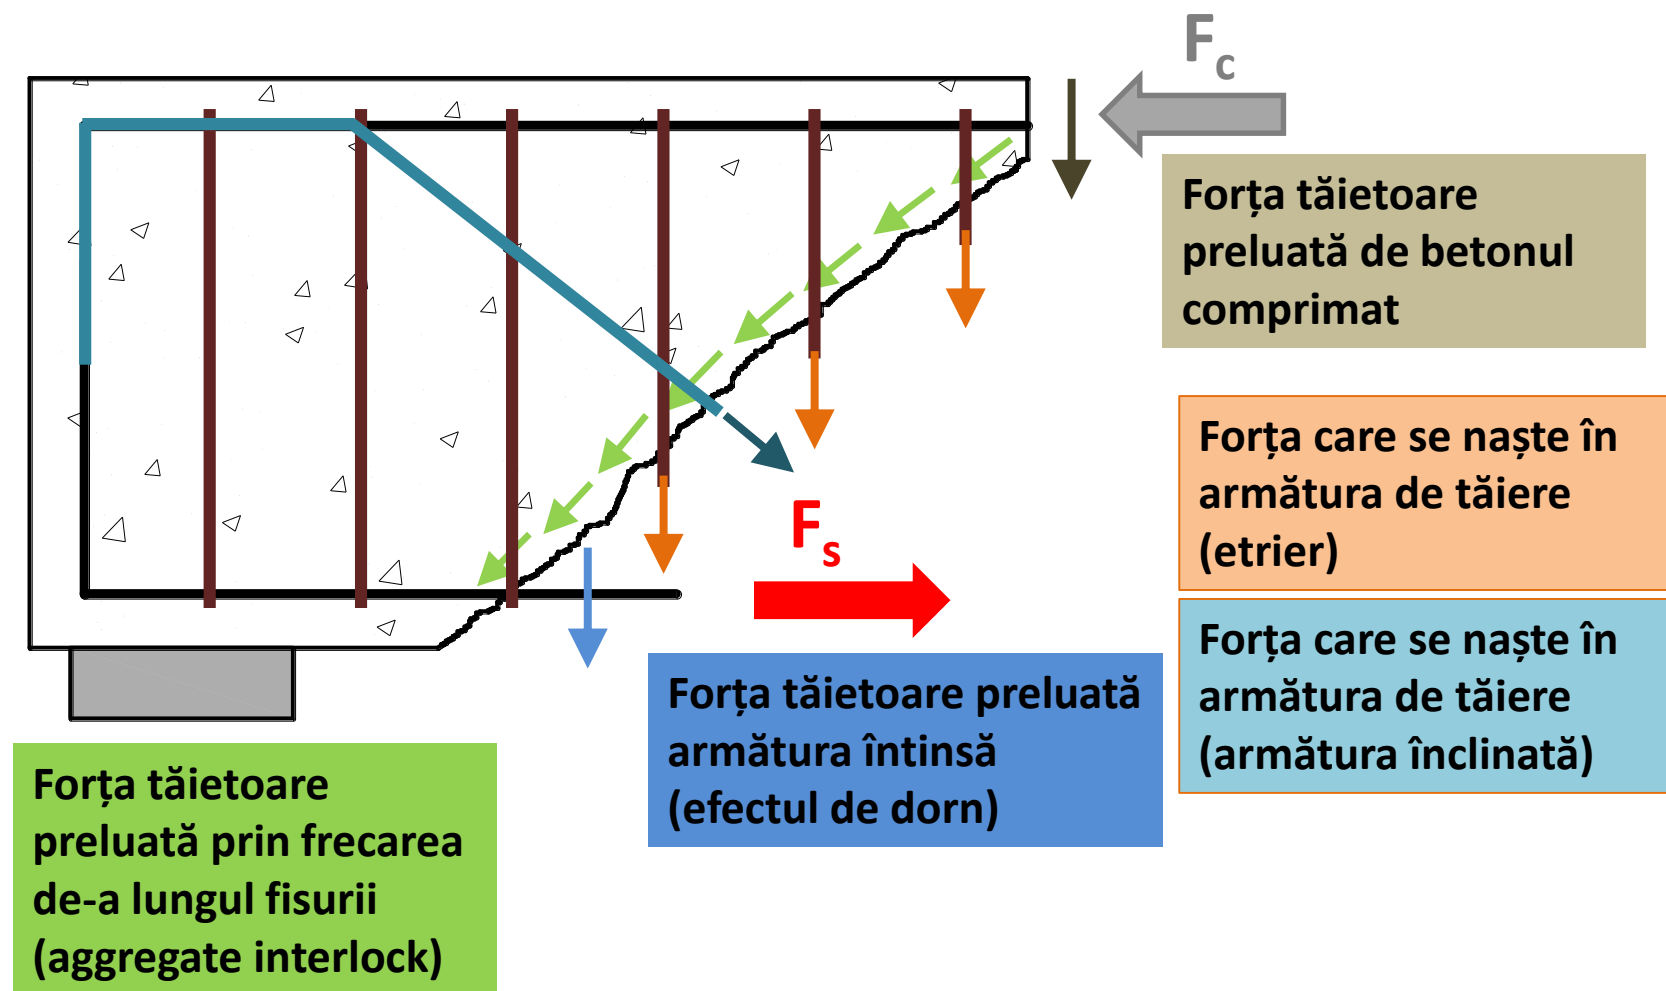 Fc
Forța tăietoare
preluată de betonul
comprimat
Forța care se naște în
armătura de tăiere
(etrier)
Fs
Forța care se naște în
armătura de tăiere
(armătura înclinată)
Forța tăietoare preluată
armătura întinsă
(efectul de dorn)
Forța tăietoare
preluată prin frecarea
de-a lungul fisurii
(aggregate interlock)